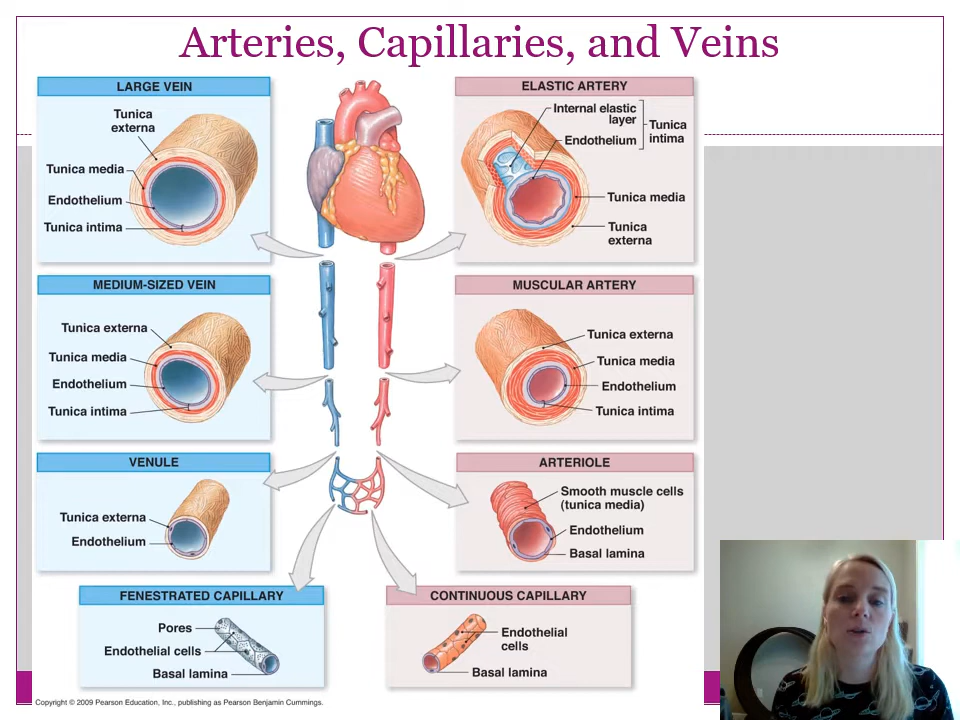 Arteries, Capillaries, and Veins
LARGE VEIN
Tunica
externa
Tunica media
Endothelium
Tunica intima
ELASTIC ARTERY
Internal elastic
layer
Endothelium
Tunica
intima
Tunica media
Tunica
externa
MEDIUM-SIZED VEIN
Tunica externa
Tunica media
Endothelium
Tunica intima
MUSCULAR ARTERY
Tunica externa
Tunica media
Endothelium
Tunica intima
VENULE
Tunica externa
Endothelium
ARTERIOLE
Smooth muscle cells
(tunica media)
Endothelium
Basal lamina
FENESTRATED CAPILLARY
Pores
Endothelial cells
Basal lamina
CONTINUOUS CAPILLARY
Endothelial
cells
Basal lamina
Copyright © 2009 Pearson Education, Inc., publishing as Pearson Benjamin Cummings.